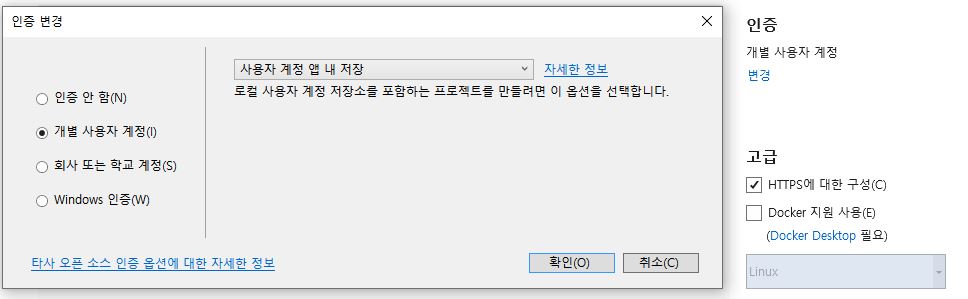 인증 변경
사용자 계정 앱 내 저장
자세한 정보
로컬 사용자 계정 저장소를 포함하는 프로젝트를 만들려면 이 옵션을 선택합니다.
인증 안 함(N)
개별 사용자 계정(I)
회사 또는 학교 계정(S)
Windows 인증(W)
타사 오픈 소스 인증 옵션에 대한 자세한 정보
확인(O)
취소(C)
인증
개별 사용자 계정
변경
고급
HTTPS에 대한 구성(C)
Docker 지원 사용(E)
(Docker Desktop 필요)
Linux